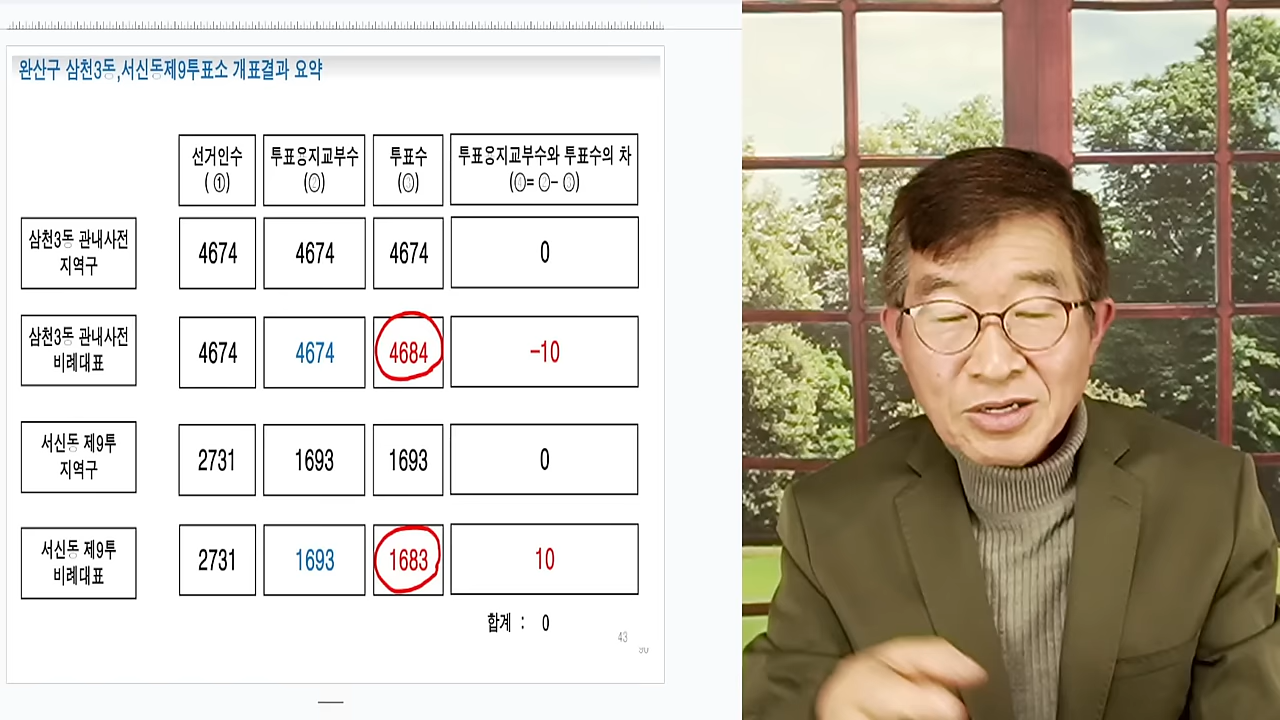 완산구 삼천3동,서신동제9투표소 개표결과 요약
선거인수
( ①)
투표용지교부수
투표수
투표용지교부수와 투표수의 차
삼천3동 관내사전
지역구
4674
4674
4674
0
삼천3동 관내사전
비례대표
4674
4674
4684
-10
서신동 제9투
지역구
2731
1693
1693
0
서신동 제9투
비례대표
2731
1693
1683
10
합계 : 0
43